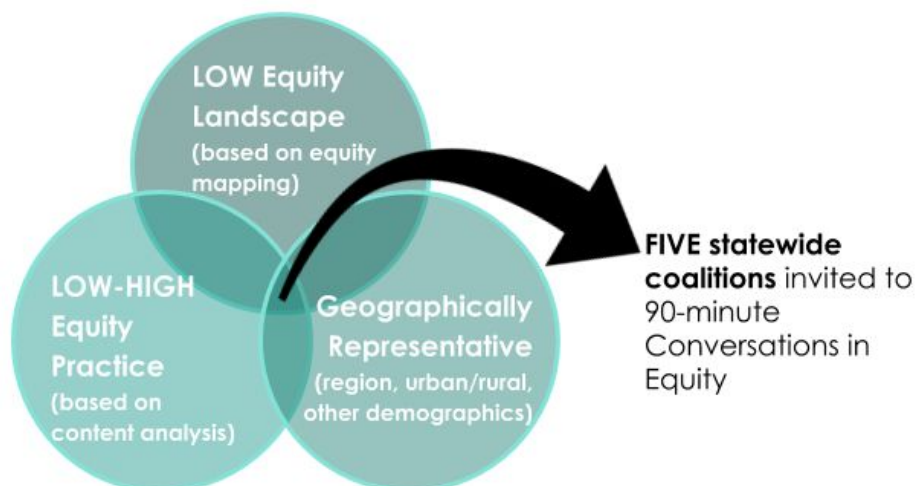 LOW Equity
Landscape
(based on equity
mapping)
LOW-HIGH
Equity
Practice
(based on
content analysis)
Geographically
Representative
(region, urban/rural,
other demographics)
FIVE statewide
coalitions invited to
90-minute
Conversations in
Equity